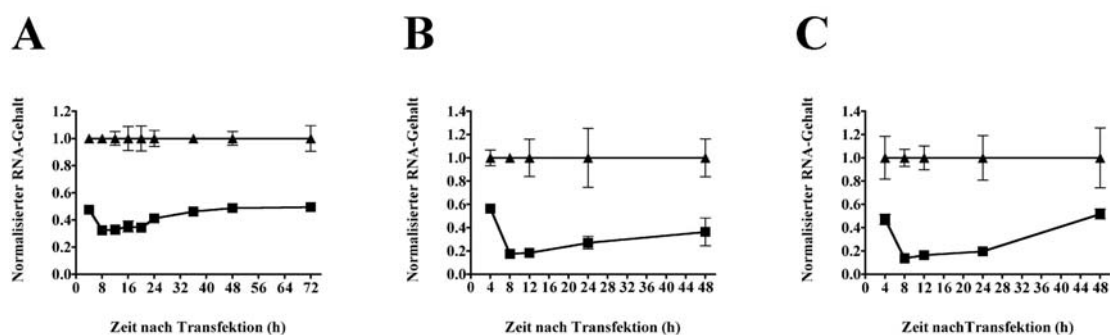 A
B
C
Normalisierter RNA-Gehalt
1.2
1.0
0.8
0.6
0.4
0.2
0.0
0 8 16 24 32 40 48 56 64 72
Zeit nach Transfektion (h)
Normalisierter RNA-Gehalt
1.4
1.2
1.0
0.8
0.6
0.4
0.2
0.0
0 4 8 12 16 20 24 28 32 36 40 44 48
Zeit nach Transfektion (h)
Normalisierter RNA-Gehalt
1.4
1.2
1.0
0.8
0.6
0.4
0.2
0.0
0 4 8 12 16 20 24 28 32 36 40 44 48
Zeit nachTransfektion (h)